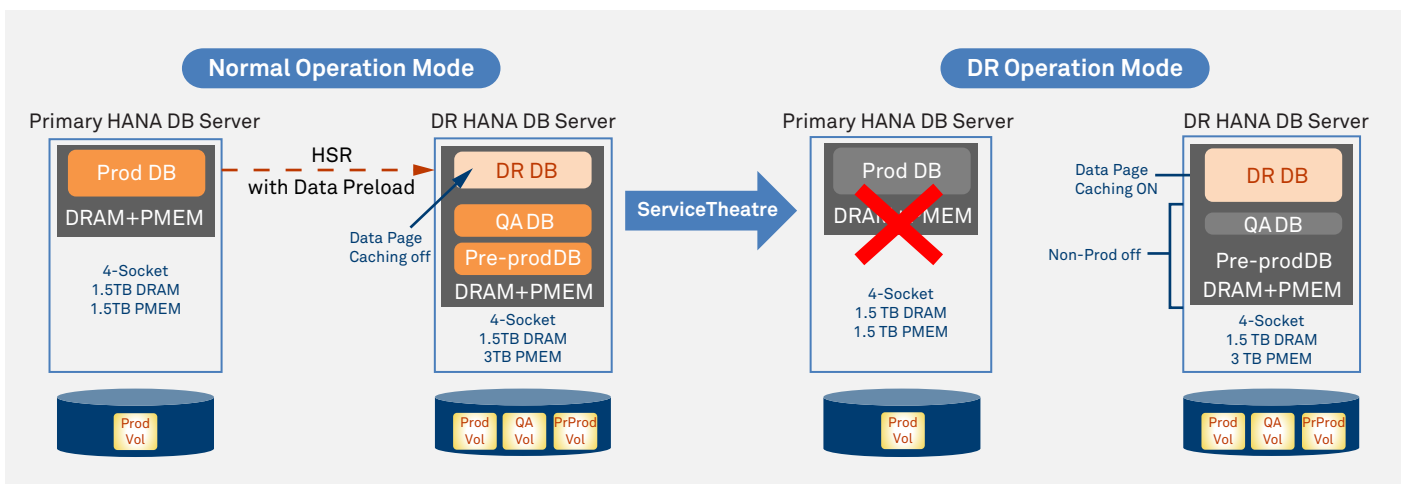 Normal Operation Mode
DR Operation Mode
Primary HANA DB Server
Prod DB
DRAM+PMEM
4-Socket
1.5TB DRAM
1.5TB PMEM
Prod
Vol
HSR
with Data Preload
Data Page
Caching off
DR HANA DB Server
DR DB
QA DB
Pre-prodDB
DRAM+PMEM
4-Socket
1.5TB DRAM
3TB PMEM
Prod
Vol
QA
Vol
PrProd
Vol
ServiceTheatre
Primary HANA DB Server
Prod DB
DRAM+PMEM
4-Socket
1.5 TB DRAM
1.5 TB PMEM
Prod
Vol
Data Page
Caching ON
Non-Prod off
DR HANA DB Server
DR DB
QADB
Pre-prodDB
DRAM+PMEM
4-Socket
1.5 TB DRAM
3 TB PMEM
Prod
Vol
QA
Vol
PrProd
Vol